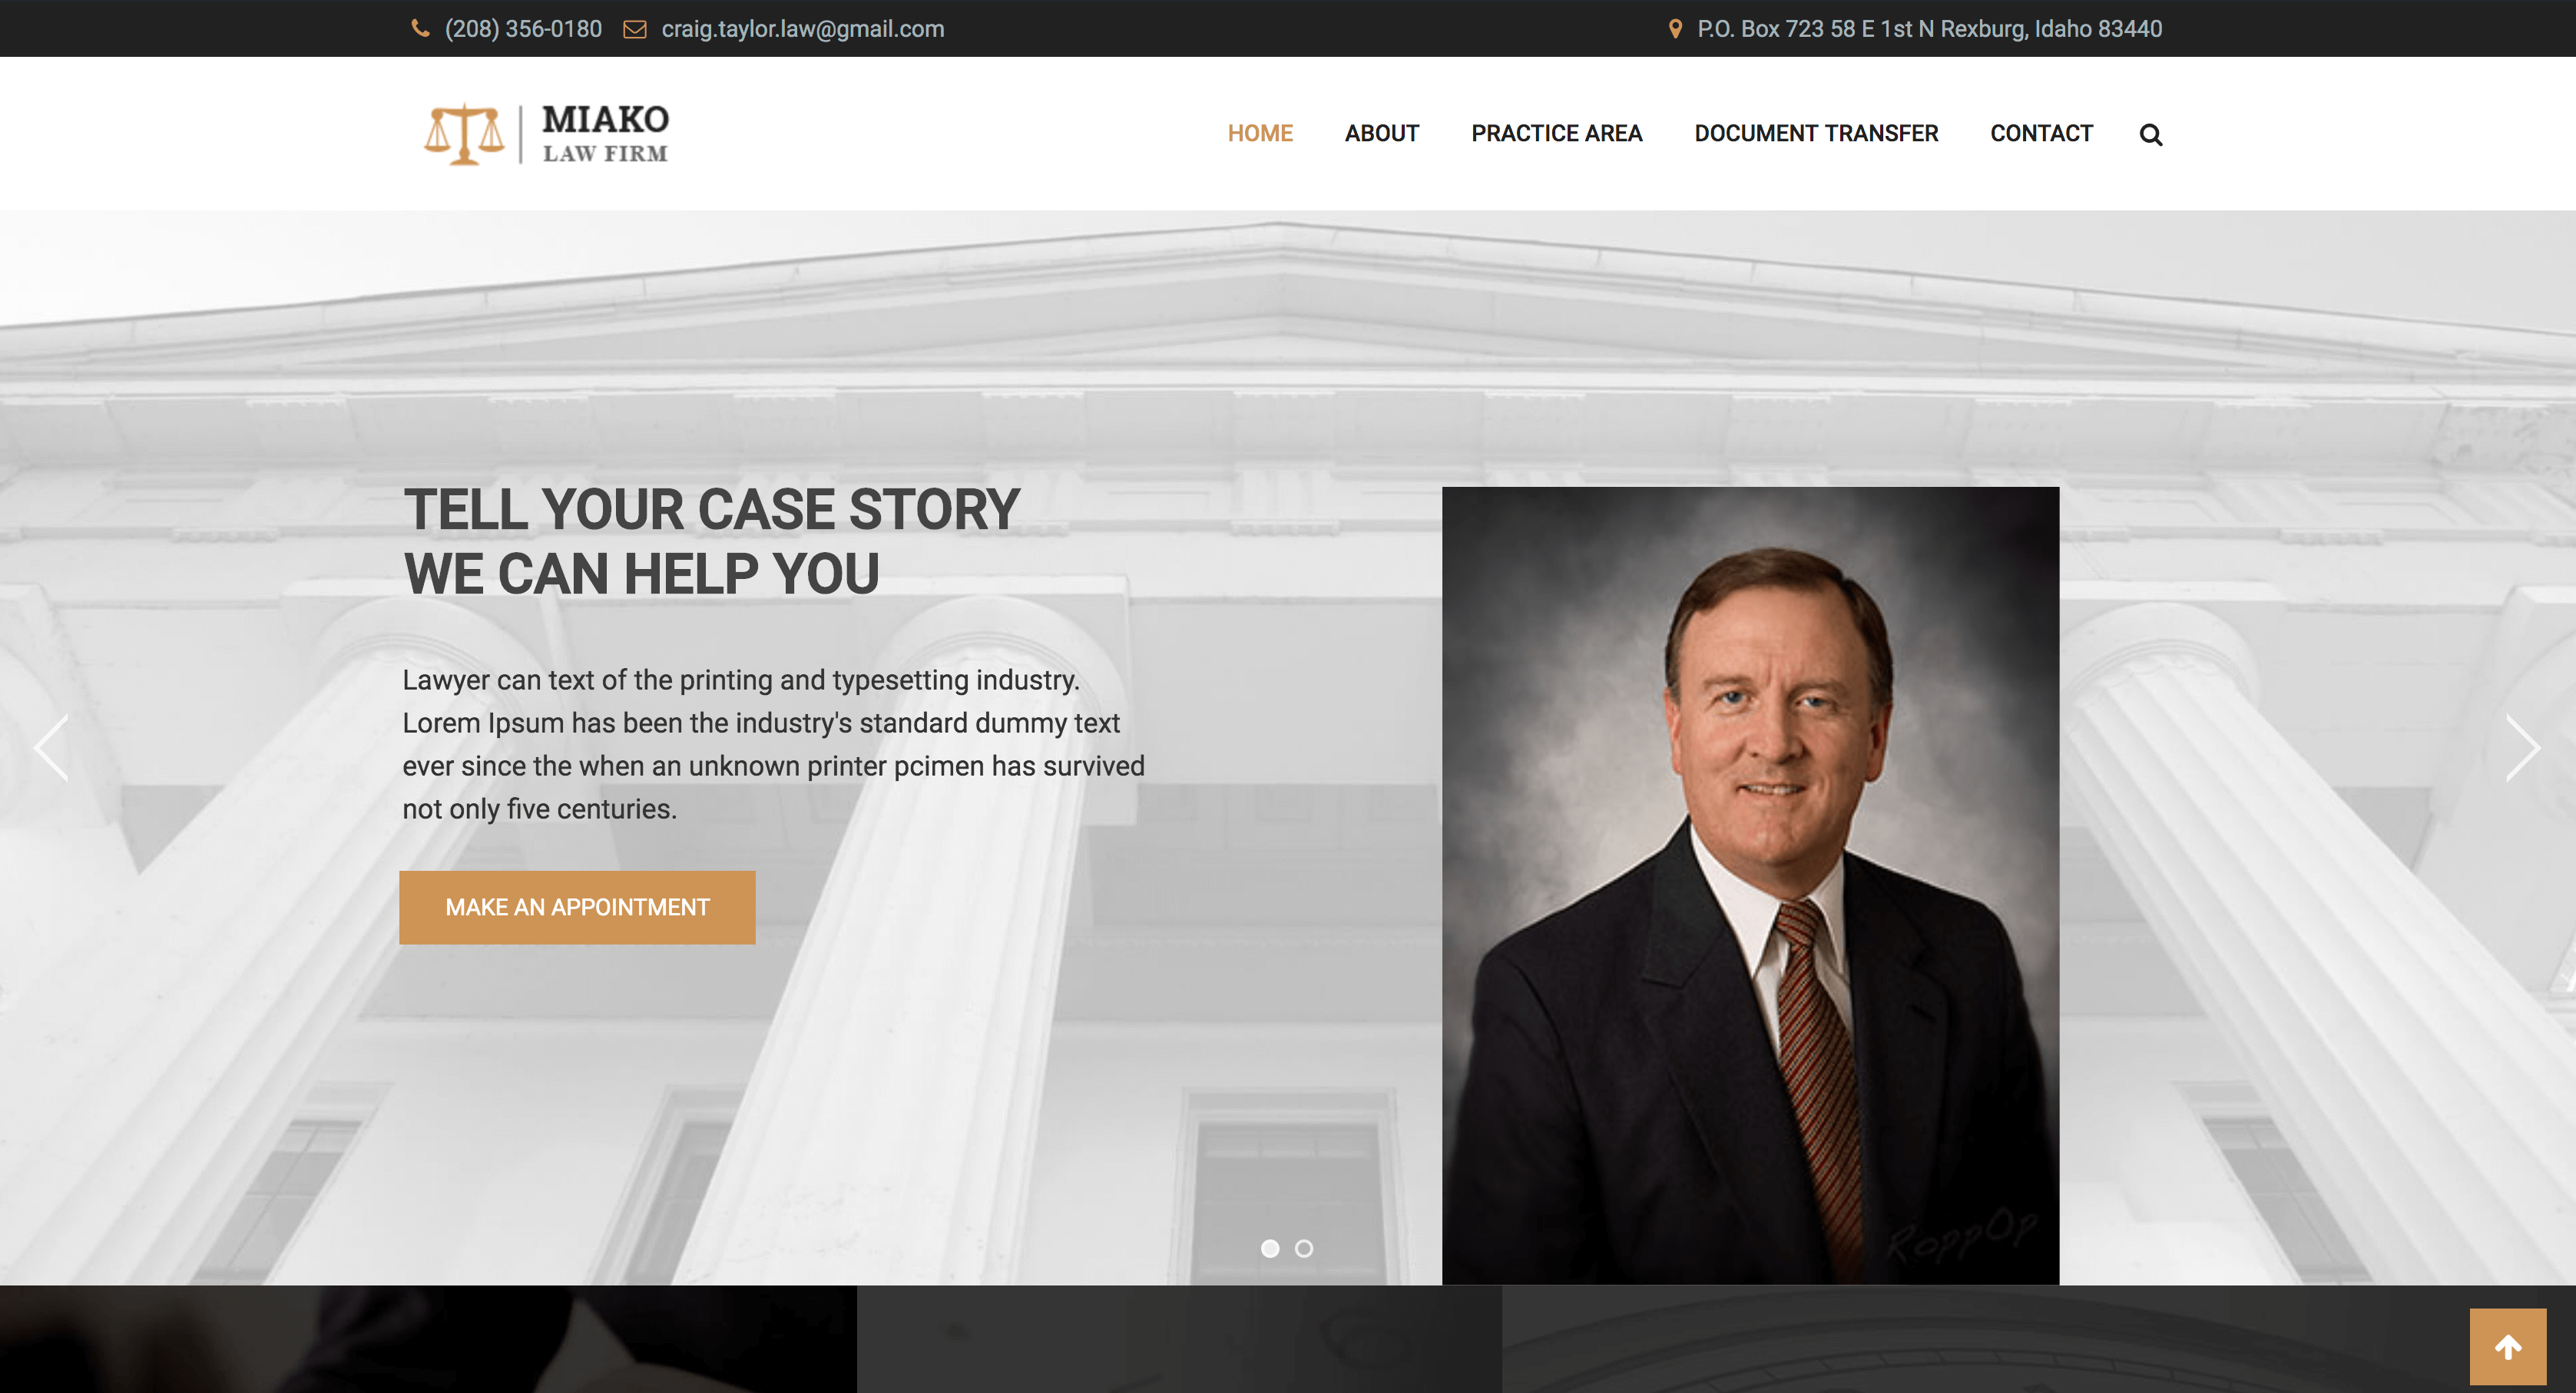 (208) 356-0180 craig.taylor.law@gmail.com P.O. Box 723 58 E 1st N Rexburg, Idaho 83440
MIAKO
LAW FIRM
HOME ABOUT PRACTICE AREA DOCUMENT TRANSFER CONTACT
TELL YOUR CASE STORY
WE CAN HELP YOU
Lawyer can text of the printing and typesetting industry.
Lorem Ipsum has been the industry's standard dummy text
ever since the when an unknown printer pcimen has survived
not only five centuries.
MAKE AN APPOINTMENT
RoppOp